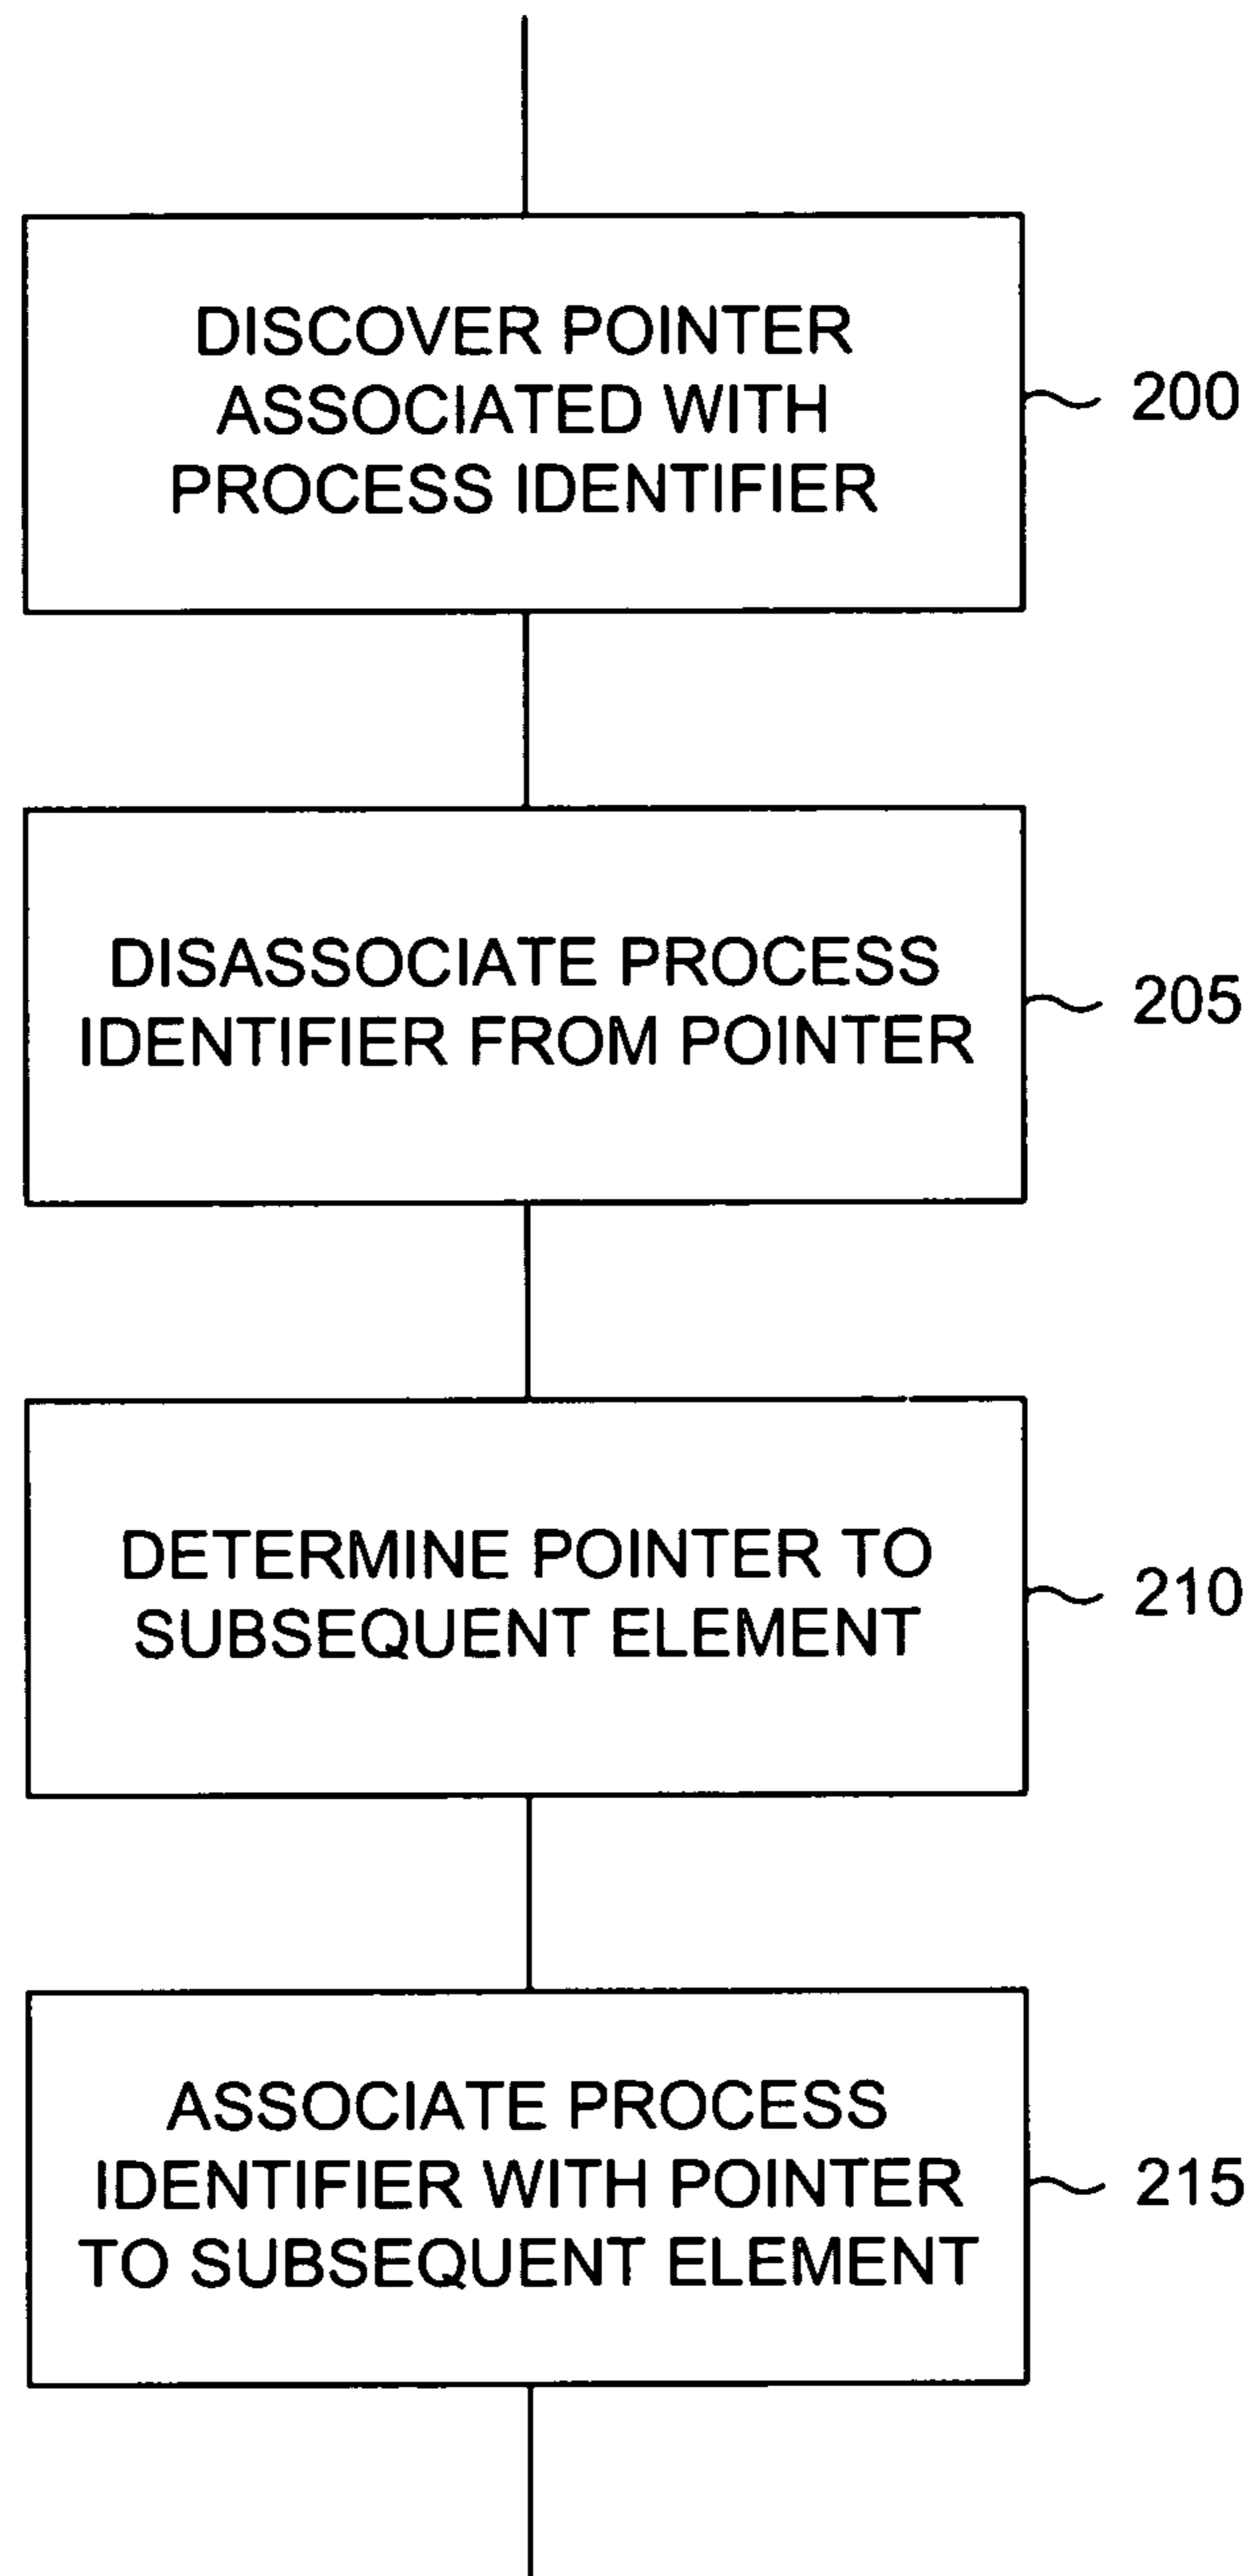 DISCOVER POINTER
ASSOCIATED WITH
PROCESS IDENTIFIER
200
DISASSOCIATE PROCESS
IDENTIFIER FROM POINTER
205
DETERMINE POINTER TO
SUBSEQUENT ELEMENT
210
ASSOCIATE PROCESS
IDENTIFIER WITH POINTER
TO SUBSEQUENT ELEMENT
215